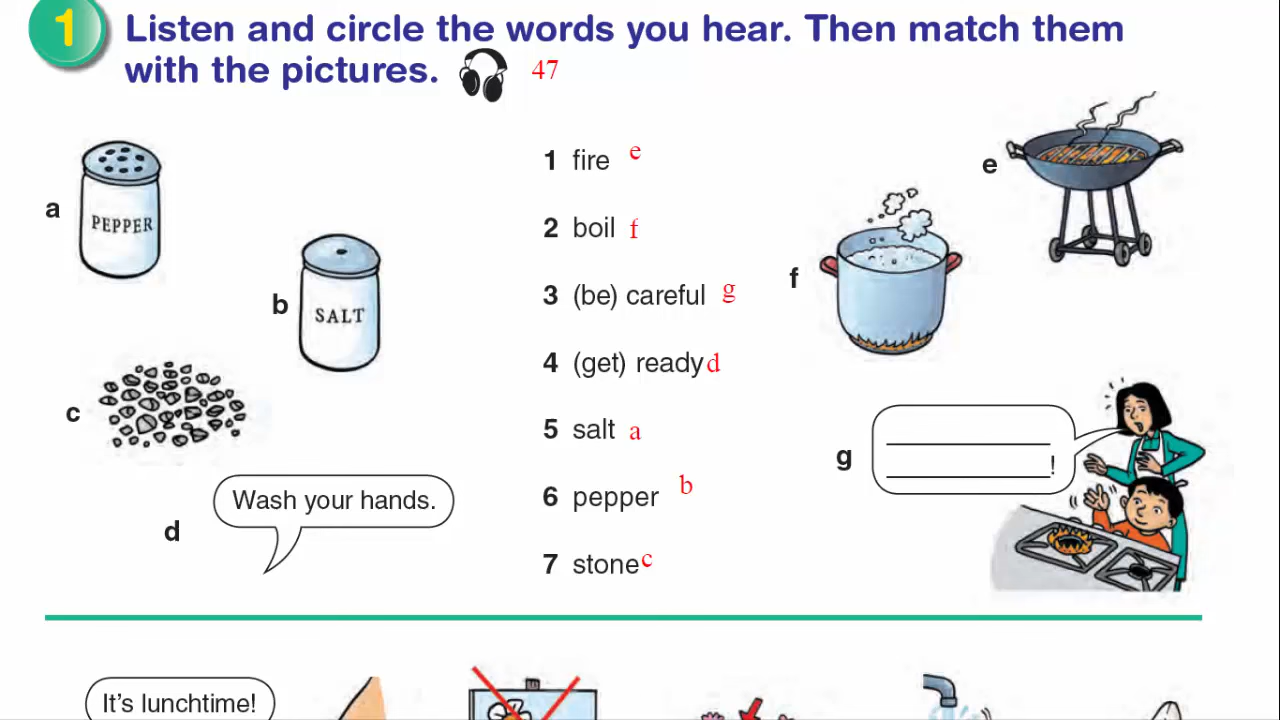 1 Listen and circle the words you hear. Then match them
with the pictures. 47
a PEPPER
b SALT
c
d Wash your hands.
1 fire e
2 boil f
3 (be) careful g
4 (get) ready d
5 salt a
6 pepper b
7 stone c
e
f
g !
It's lunchtime!